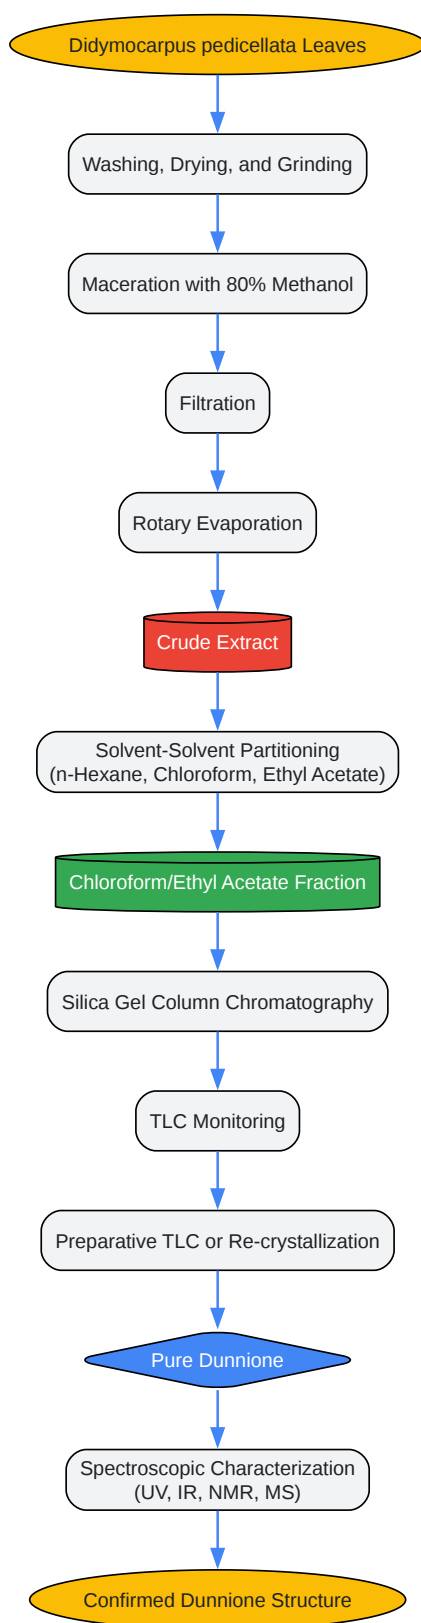 Didymocarpus pedicellata Leaves
Washing, Drying, and Grinding
Maceration with 80% Methanol
Filtration
Rotary Evaporation
Crude Extract
Solvent-Solvent Partitioning
(n-Hexane, Chloroform, Ethyl Acetate)
Chloroform/Ethyl Acetate Fraction
Silica Gel Column Chromatography
TLC Monitoring
Preparative TLC or Re-crystallization
Pure Dunnione
Spectroscopic Characterization
(UV, IR, NMR, MS)
Confirmed Dunnione Structure